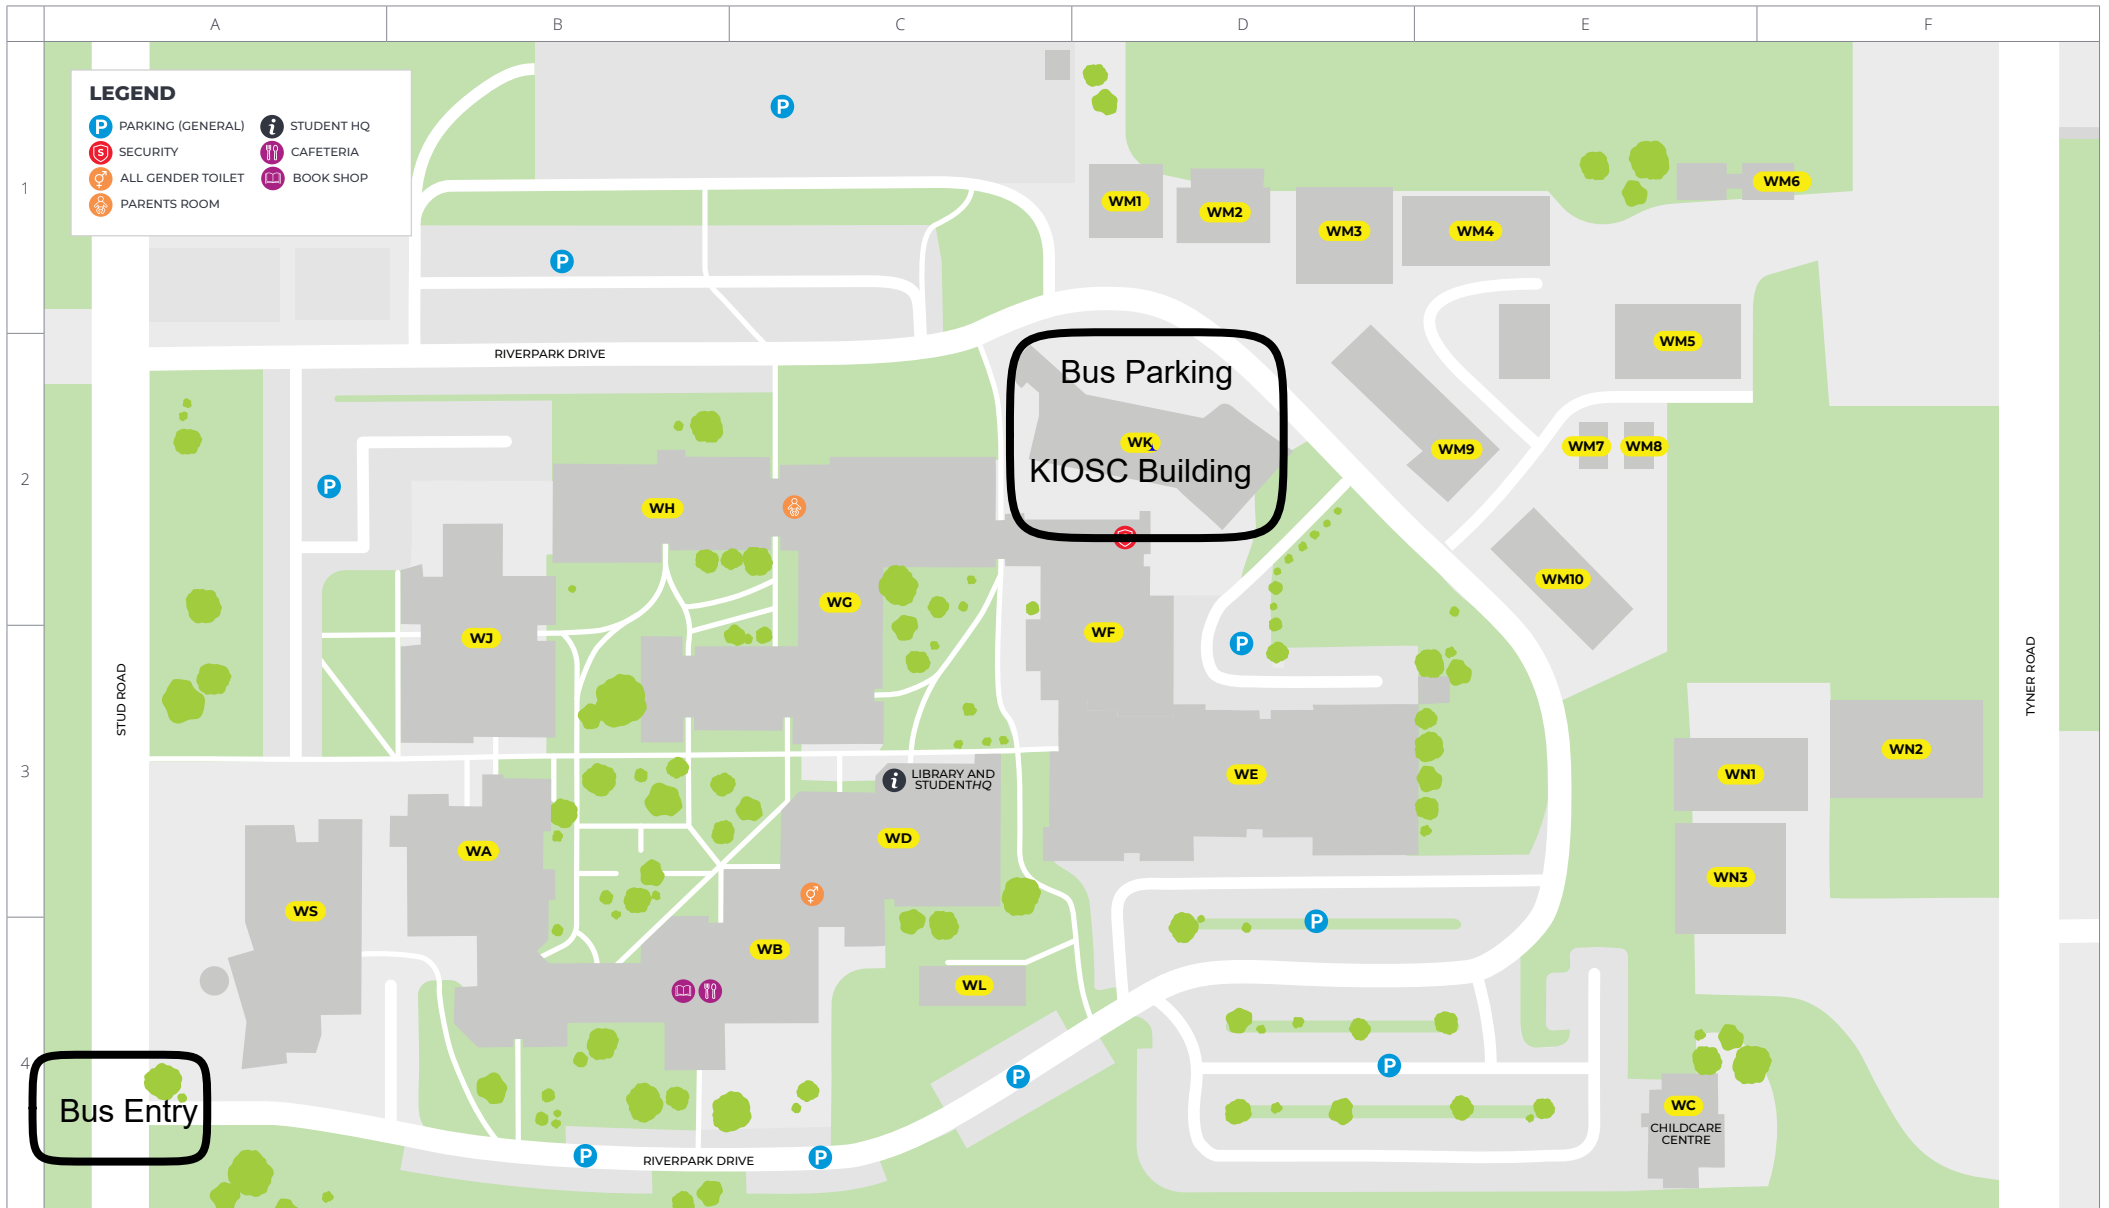 A B C D E F
1
2
3
4
LEGEND
P PARKING (GENERAL)
S SECURITY
ALL GENDER TOILET
PARENTS ROOM
i STUDENT HQ
CAFETERIA
BOOK SHOP
P
P
WM1
WM2
WM3
WM4
WM6
WM5
RIVERPARK DRIVE
Bus Parking
WK
KIOSC Building
WM9
WM7
WM8
P
WH
WG
WM10
WJ
WF
P
STUD ROAD
TYNER ROAD
i LIBRARY AND
STUDENTHQ
WE
WN1
WN2
WA
WD
WN3
WS
WB
P
WL
P
P
Bus Entry
WC
CHILDCARE
CENTRE
P
RIVERPARK DRIVE
P